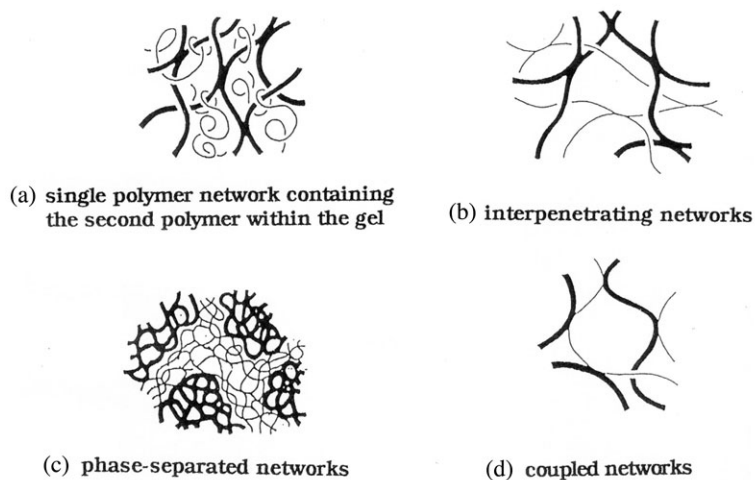 (a) single polymer network containing
the second polymer within the gel
(b) interpenetrating networks
(c) phase-separated networks
(d) coupled networks